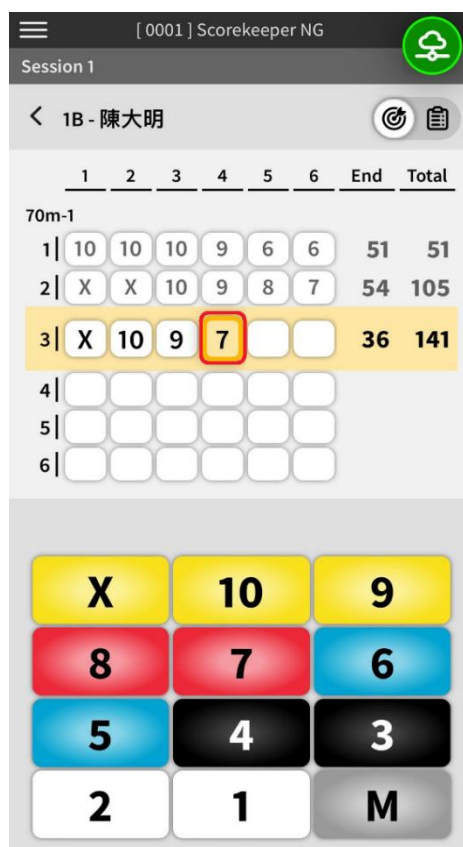 [ 0001 ] Scorekeeper NG
Session 1
1B - 陳大明
1 2 3 4 5 6 End Total
70m-1
1 10 10 10 9 6 6 51 51
2 X X 10 9 8 7 54 105
3 X 10 9 7 36 141
4
5
6
X 10 9
8 7 6
5 4 3
2 1 M